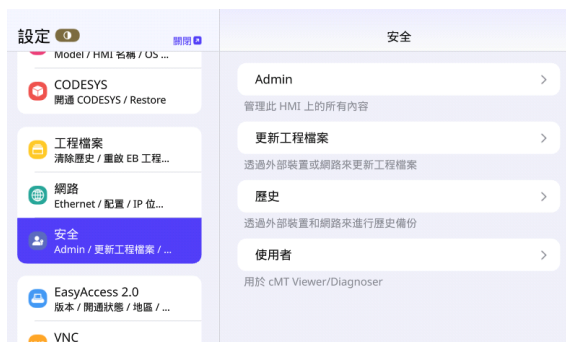 設定
關閉
安全
Model / HMI 名稱 / OS ...
CODESYS
開通 CODESYS / Restore
工程檔案
清除歷史 / 重啟 EB 工程...
網路
Ethernet / 配置 / IP 位...
安全
Admin / 更新工程檔案 / ...
EasyAccess 2.0
版本 / 開通狀態 / 地區 / ...
VNC
Admin
管理此 HMI 上的所有內容
更新工程檔案
透過外部裝置或網路來更新工程檔案
歷史
透過外部裝置和網路來進行歷史備份
使用者
用於 cMT Viewer/Diagnoser